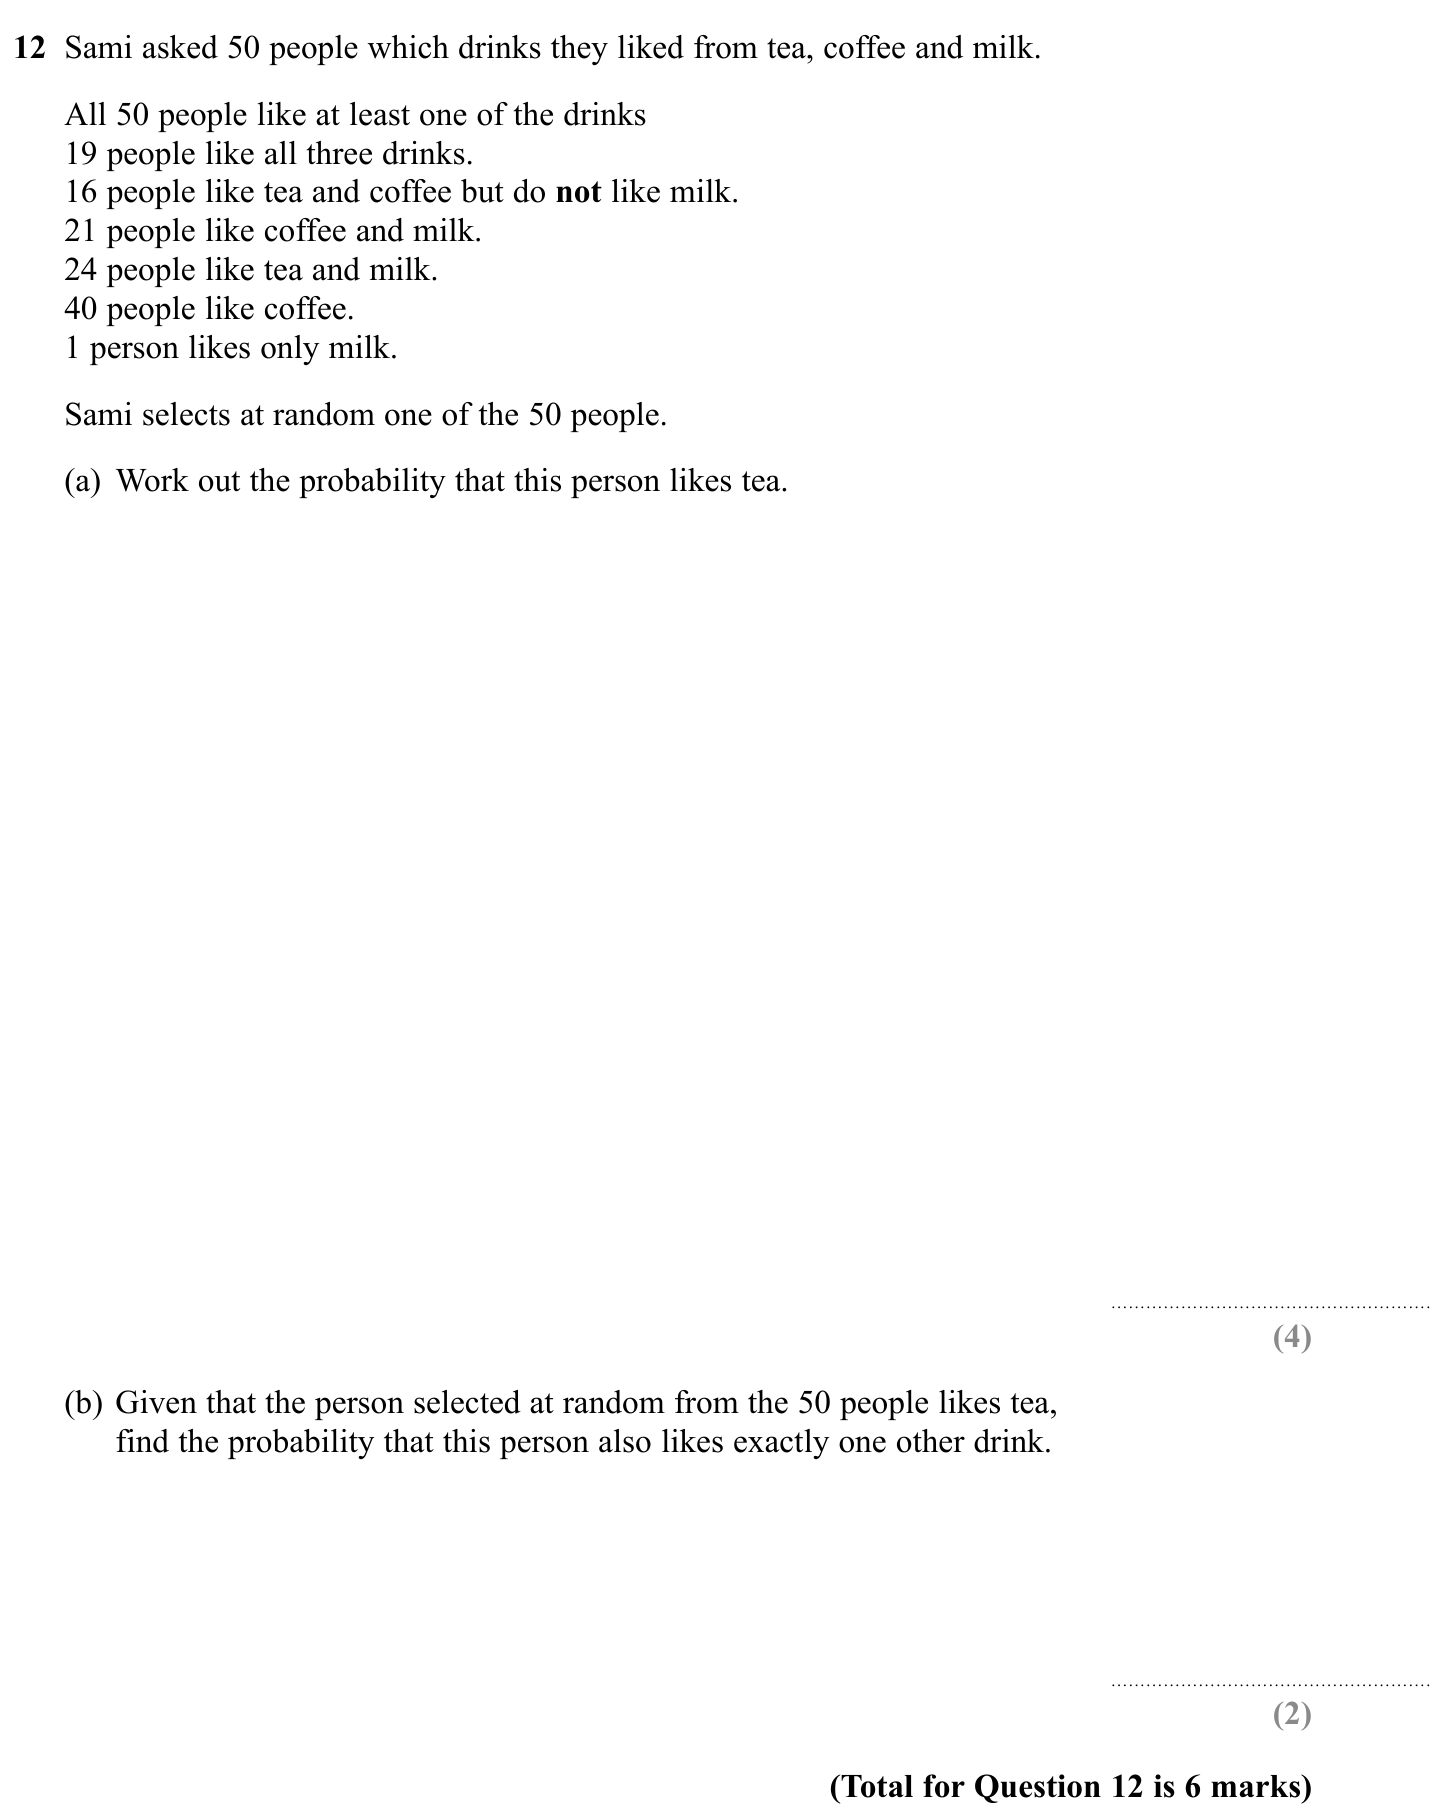 12 Sami asked 50 people which drinks they liked from tea, coffee and milk.
All 50 people like at least one of the drinks
19 people like all three drinks.
16 people like tea and coffee but do not like milk.
21 people like coffee and milk.
24 people like tea and milk.
40 people like coffee.
1 person likes only milk.
Sami selects at random one of the 50 people.
(a) Work out the probability that this person likes tea.
(4)
(b) Given that the person selected at random from the 50 people likes tea,
find the probability that this person also likes exactly one other drink.
(2)
(Total for Question 12 is 6 marks)